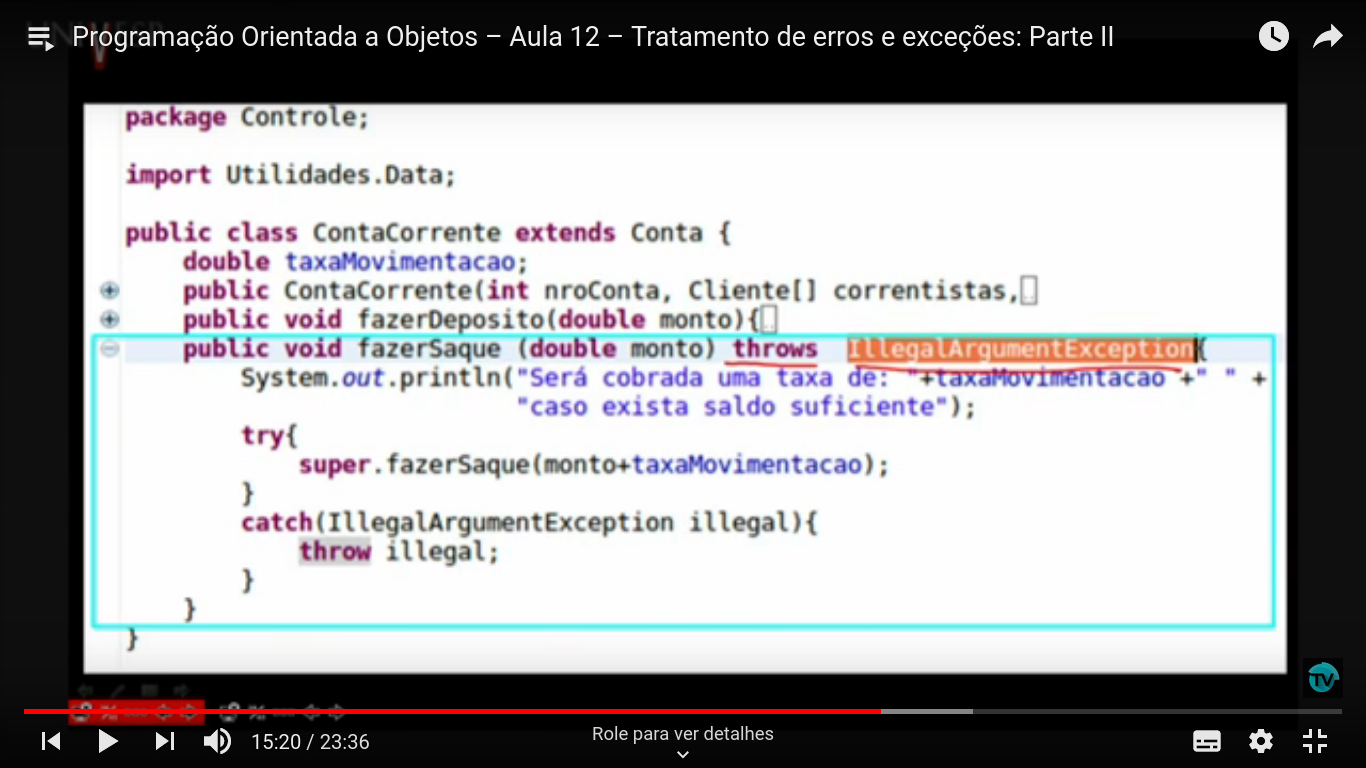 Programação Orientada a Objetos – Aula 12 – Tratamento de erros e exceções: Parte II
package Controle;
import Utilidades.Data;
public class ContaCorrente extends Conta {
double taxaMovimentacao;
public ContaCorrente(int nroConta, Cliente[] correntistas,
public void fazerDeposito(double monto){
public void fazerSaque (double monto) throws IllegalArgumentException{
System.out.println("Será cobrada uma taxa de: "+taxaMovimentacao +" " +
"caso exista saldo suficiente");
try{
super.fazerSaque(monto+taxaMovimentacao);
}
catch(IllegalArgumentException illegal){
throw illegal;
}
}
}
TV
15:20 / 23:36
Role para ver detalhes